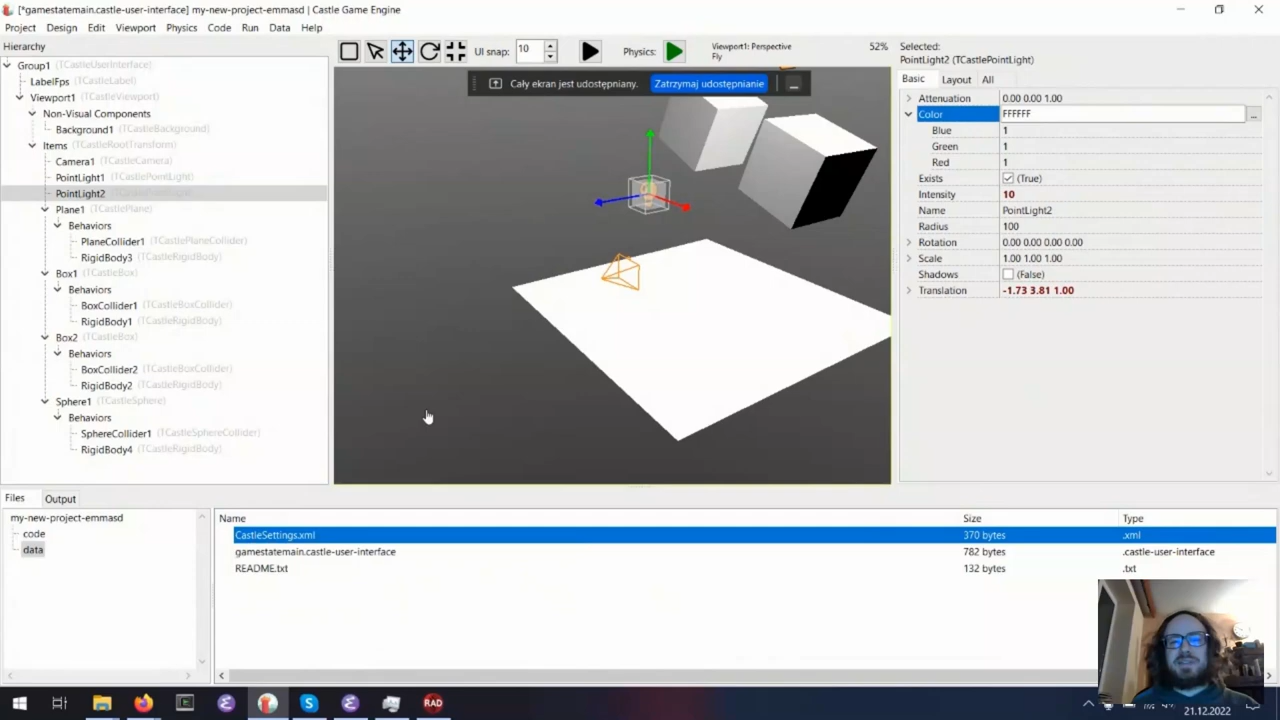 [*gamestatemain.castle-user-interface] my-new-project-emmasd | Castle Game Engine
Project Design Edit Viewport Physics Code Run Data Help
Hierarchy
Group1 (TCastleUserInterface)
LabelFps (TCastleLabel)
Viewport1 (TCastleViewport)
Non-Visual Components
Background1 (TCastleBackground)
Items (TCastleRootTransform)
Camera1 (TCastleCamera)
PointLight1 (TCastlePointLight)
PointLight2 (TCastlePointLight)
Plane1 (TCastlePlane)
Behaviors
PlaneCollider1 (TCastlePlaneCollider)
RigidBody3 (TCastleRigidBody)
Box1 (TCastleBox)
Behaviors
BoxCollider1 (TCastleBoxCollider)
RigidBody1 (TCastleRigidBody)
Box2 (TCastleBox)
Behaviors
BoxCollider2 (TCastleBoxCollider)
RigidBody2 (TCastleRigidBody)
Sphere1 (TCastleSphere)
Behaviors
SphereCollider1 (TCastleSphereCollider)
RigidBody4 (TCastleRigidBody)
UI snap: 10 Physics: Viewport1: Perspective
Fly
52%
Cały ekran jest udostępniany. Zatrzymaj udostępnianie
Selected:
PointLight2 (TCastlePointLight)
Basic Layout All
Attenuation 0.00 0.00 1.00
Color FFFFFF ...
Blue 1
Green 1
Red 1
Exists (True)
Intensity 10
Name PointLight2
Radius 100
Rotation 0.00 0.00 0.00 0.00
Scale 1.00 1.00 1.00
Shadows (False)
Translation -1.73 3.81 1.00
Files Output
my-new-project-emmasd
code
data
Name Size Type
CastleSettings.xml 370 bytes .xml
gamestatemain.castle-user-interface 782 bytes .castle-user-interface
README.txt 132 bytes .txt
RAD
21.12.2022